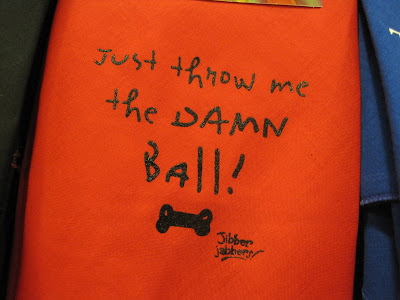 Just throw me
the DAMN
Ball!
Jibber
jabbers!